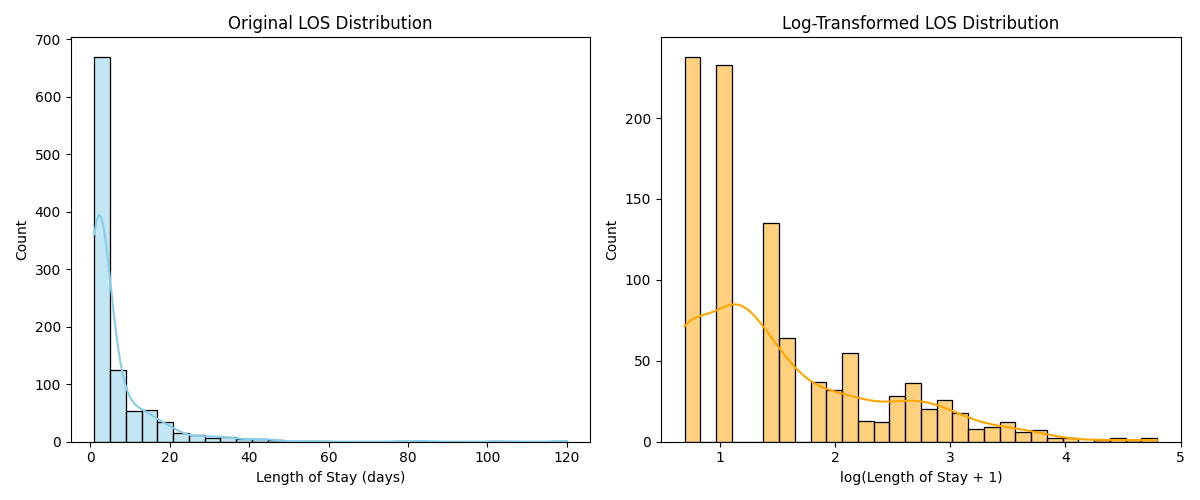 Original LOS Distribution
700
600
500
400
300
200
100
0
Count
0 20 40 60 80 100 120
Length of Stay (days)
Log-Transformed LOS Distribution
200
150
100
50
0
Count
1 2 3 4 5
log(Length of Stay + 1)